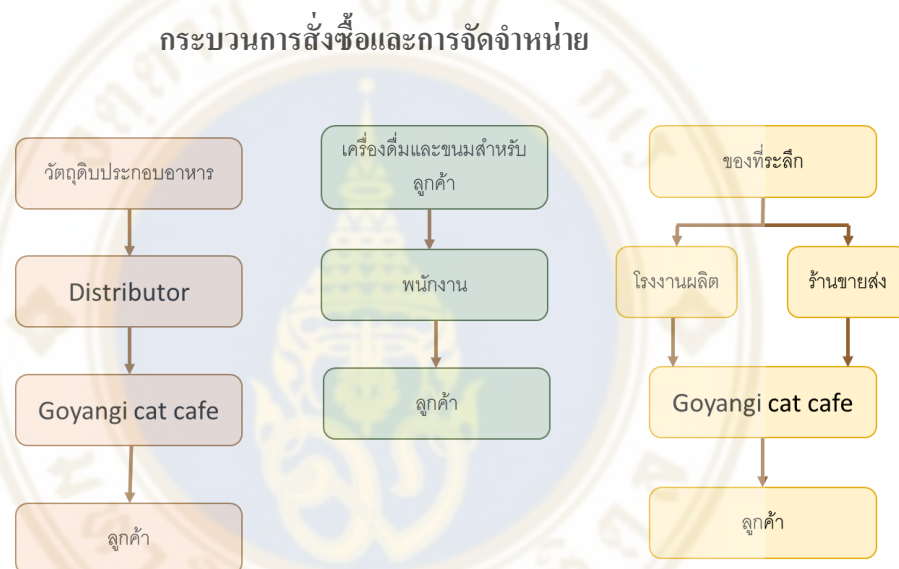 กระบวนการสั่งซื้อและการจัดจำหน่าย
วัตถุดิบประกอบอาหาร
Distributor
Goyangi cat cafe
ลูกค้า
เครื่องดื่มและขนมสำหรับ
ลูกค้า
พนักงาน
ลูกค้า
ของที่ระลึก
โรงงานผลิต
ร้านขายส่ง
Goyangi cat cafe
ลูกค้า